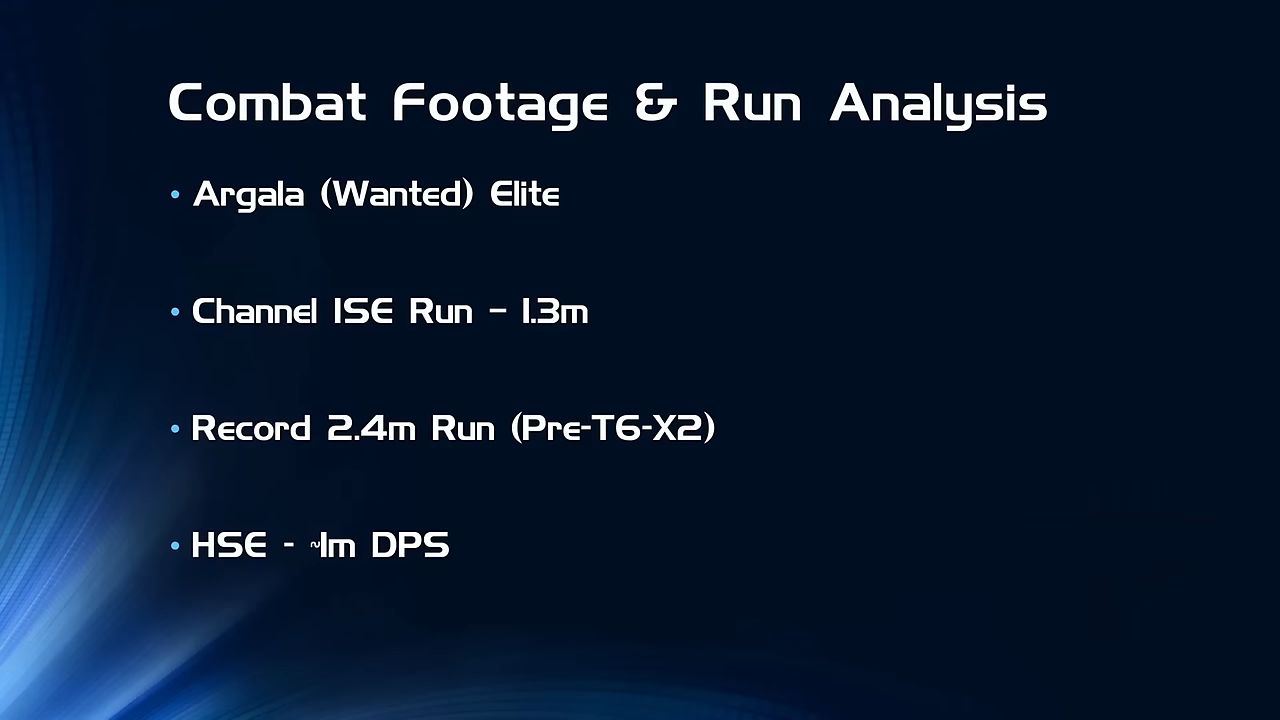 Combat Footage & Run Analysis
• Argala (Wanted) Elite
• Channel ISE Run – 1.3m
• Record 2.4m Run (Pre-T6-X2)
• HSE - ~1m DPS